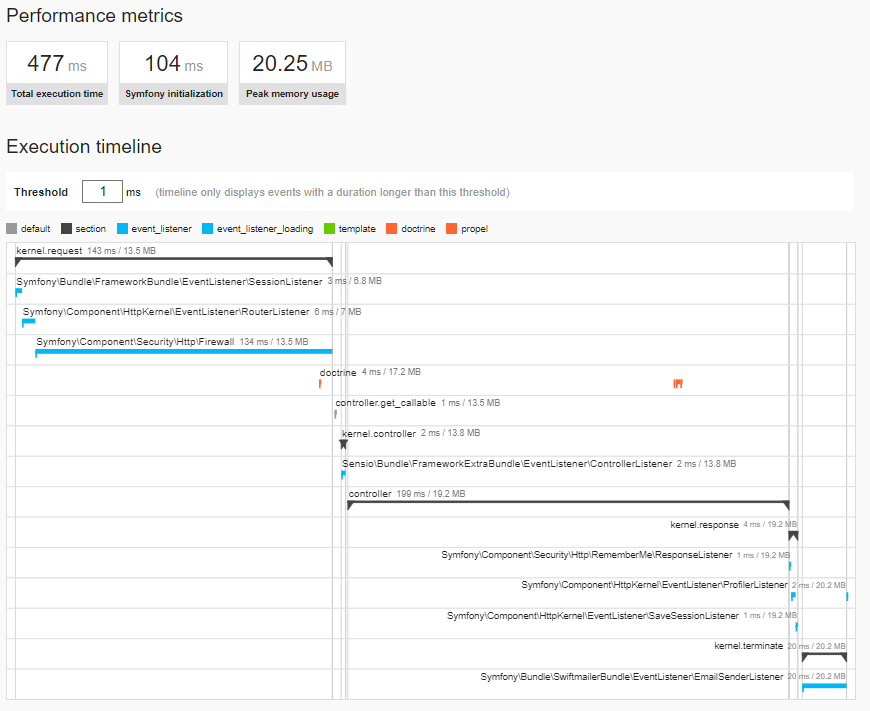 Performance metrics
477 ms
104 ms
20.25 MB
Total execution time
Symfony initialization
Peak memory usage
Execution timeline
Threshold 1 ms (timeline only displays events with a duration longer than this threshold)
default section event_listener event_listener_loading template doctrine propel
kernel.request 143 ms / 13.5 MB
Symfony\Bundle\FrameworkBundle\EventListener\SessionListener 3 ms / 6.8 MB
Symfony\Component\HttpKernel\EventListener\RouterListener 6 ms / 7 MB
Symfony\Component\Security\Http\Firewall 134 ms / 13.5 MB
doctrine 4 ms / 17.2 MB
controller.get_callable 1 ms / 13.5 MB
kernel.controller 2 ms / 13.8 MB
Sensio\Bundle\FrameworkExtraBundle\EventListener\ControllerListener 2 ms / 13.8 MB
controller 199 ms / 19.2 MB
kernel.response 4 ms / 19.2 MB
Symfony\Component\Security\Http\RememberMe\ResponseListener 1 ms / 19.2 MB
Symfony\Component\HttpKernel\EventListener\ProfilerListener 2 ms / 20.2 MB
Symfony\Component\HttpKernel\EventListener\SaveSessionListener 1 ms / 19.2 MB
kernel.terminate 20 ms / 20.2 MB
Symfony\Bundle\SwiftmailerBundle\EventListener\EmailSenderListener 20 ms / 20.2 MB